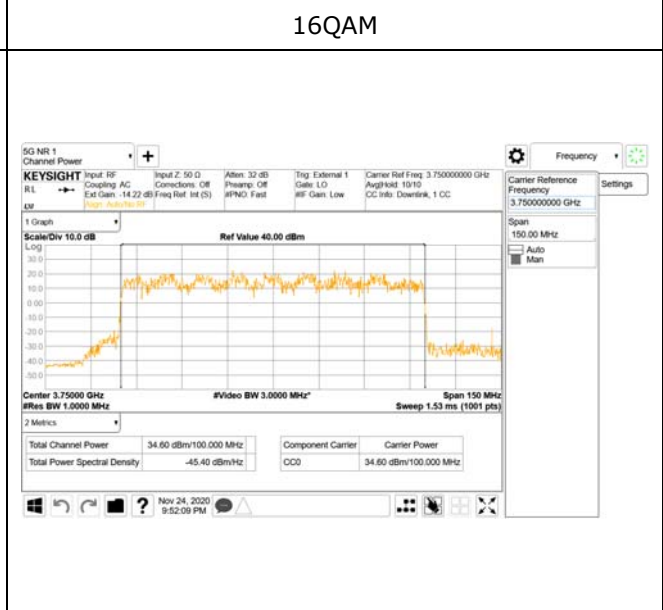 16QAM
5G NR 1
Channel Power
Frequency
KEYSIGHT
RL
Input: RF
Coupling: AC
Ext Gain: -14.22 dB
Align: Auto/No RF
Input Z: 50 Ω
Corrections: Off
Freq Ref: Int (S)
Atten: 32 dB
Preamp: Off
#PNO: Fast
Trig: External 1
Gate: LO
#IF Gain: Low
Carrier Ref Freq: 3.750000000 GHz
Avg|Hold: 10/10
CC Info: Downlink, 1 CC
Carrier Reference
Frequency
3.750000000 GHz
Settings
Span
150.00 MHz
Auto
Man
1 Graph
Scale/Div 10.0 dB
Ref Value 40.00 dBm
Log
30.0
20.0
10.0
0.00
-10.0
-20.0
-30.0
-40.0
-50.0
Center 3.75000 GHz
#Video BW 3.0000 MHz*
Span 150 MHz
#Res BW 1.0000 MHz
Sweep 1.53 ms (1001 pts)
2 Metrics
Total Channel Power 34.60 dBm/100.000 MHz
Total Power Spectral Density -45.40 dBm/Hz
Component Carrier Carrier Power
CC0 34.60 dBm/100.000 MHz
?
Nov 24, 2020
9:52:09 PM